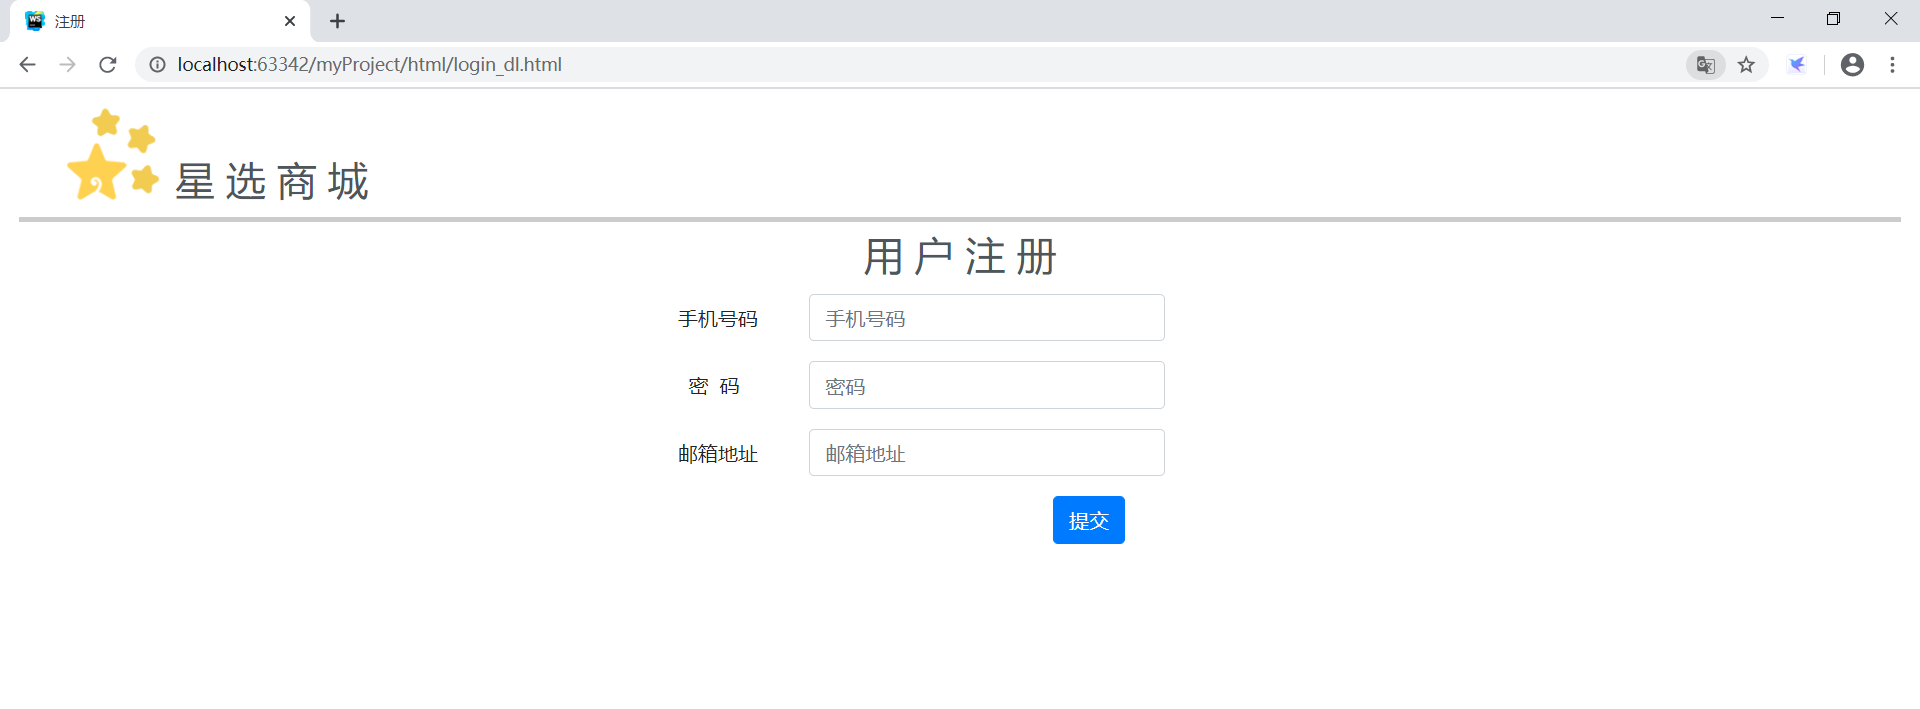 注册
localhost:63342/myProject/html/login_dl.html
星选商城
用户注册
手机号码 手机号码
密 码 密码
邮箱地址 邮箱地址
提交